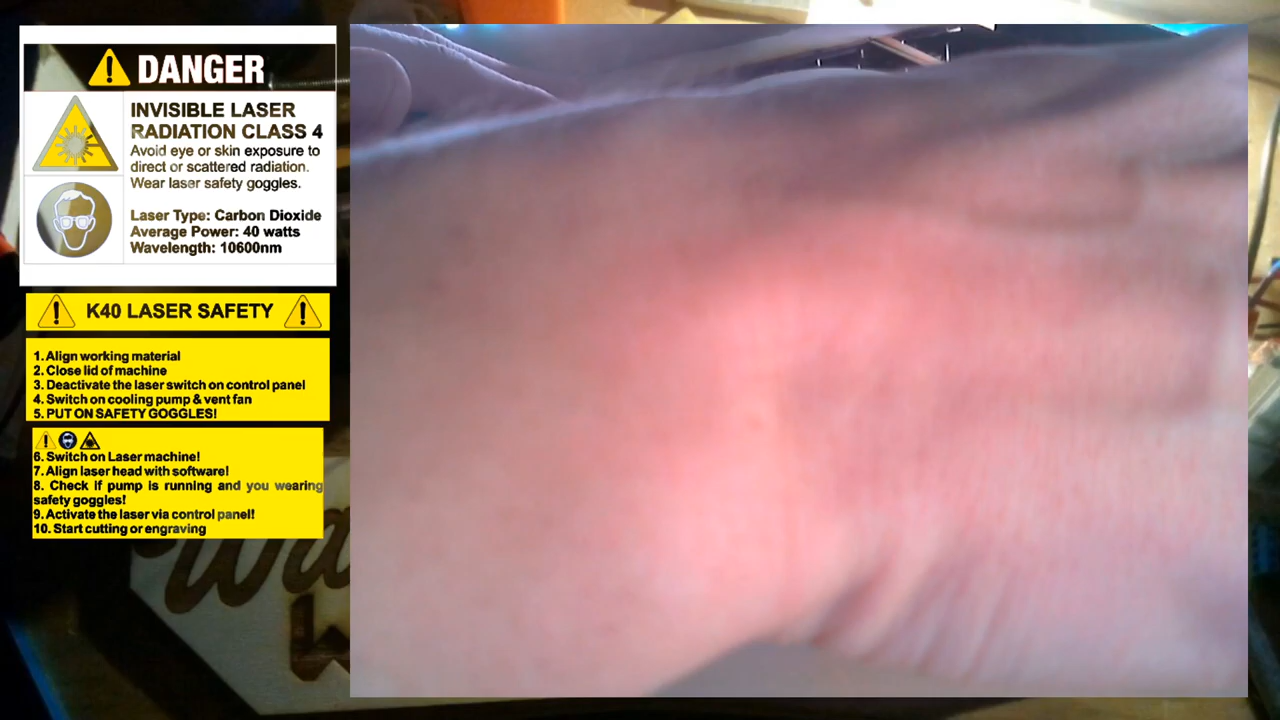 DANGER
INVISIBLE LASER
RADIATION CLASS 4
Avoid eye or skin exposure to
direct or scattered radiation.
Wear laser safety goggles.
Laser Type: Carbon Dioxide
Average Power: 40 watts
Wavelength: 10600nm
K40 LASER SAFETY
1. Align working material
2. Close lid of machine
3. Deactivate the laser switch on control panel
4. Switch on cooling pump & vent fan
5. PUT ON SAFETY GOGGLES!
6. Switch on Laser machine!
7. Align laser head with software!
8. Check if pump is running and you wearing
safety goggles!
9. Activate the laser via control panel!
10. Start cutting or engraving